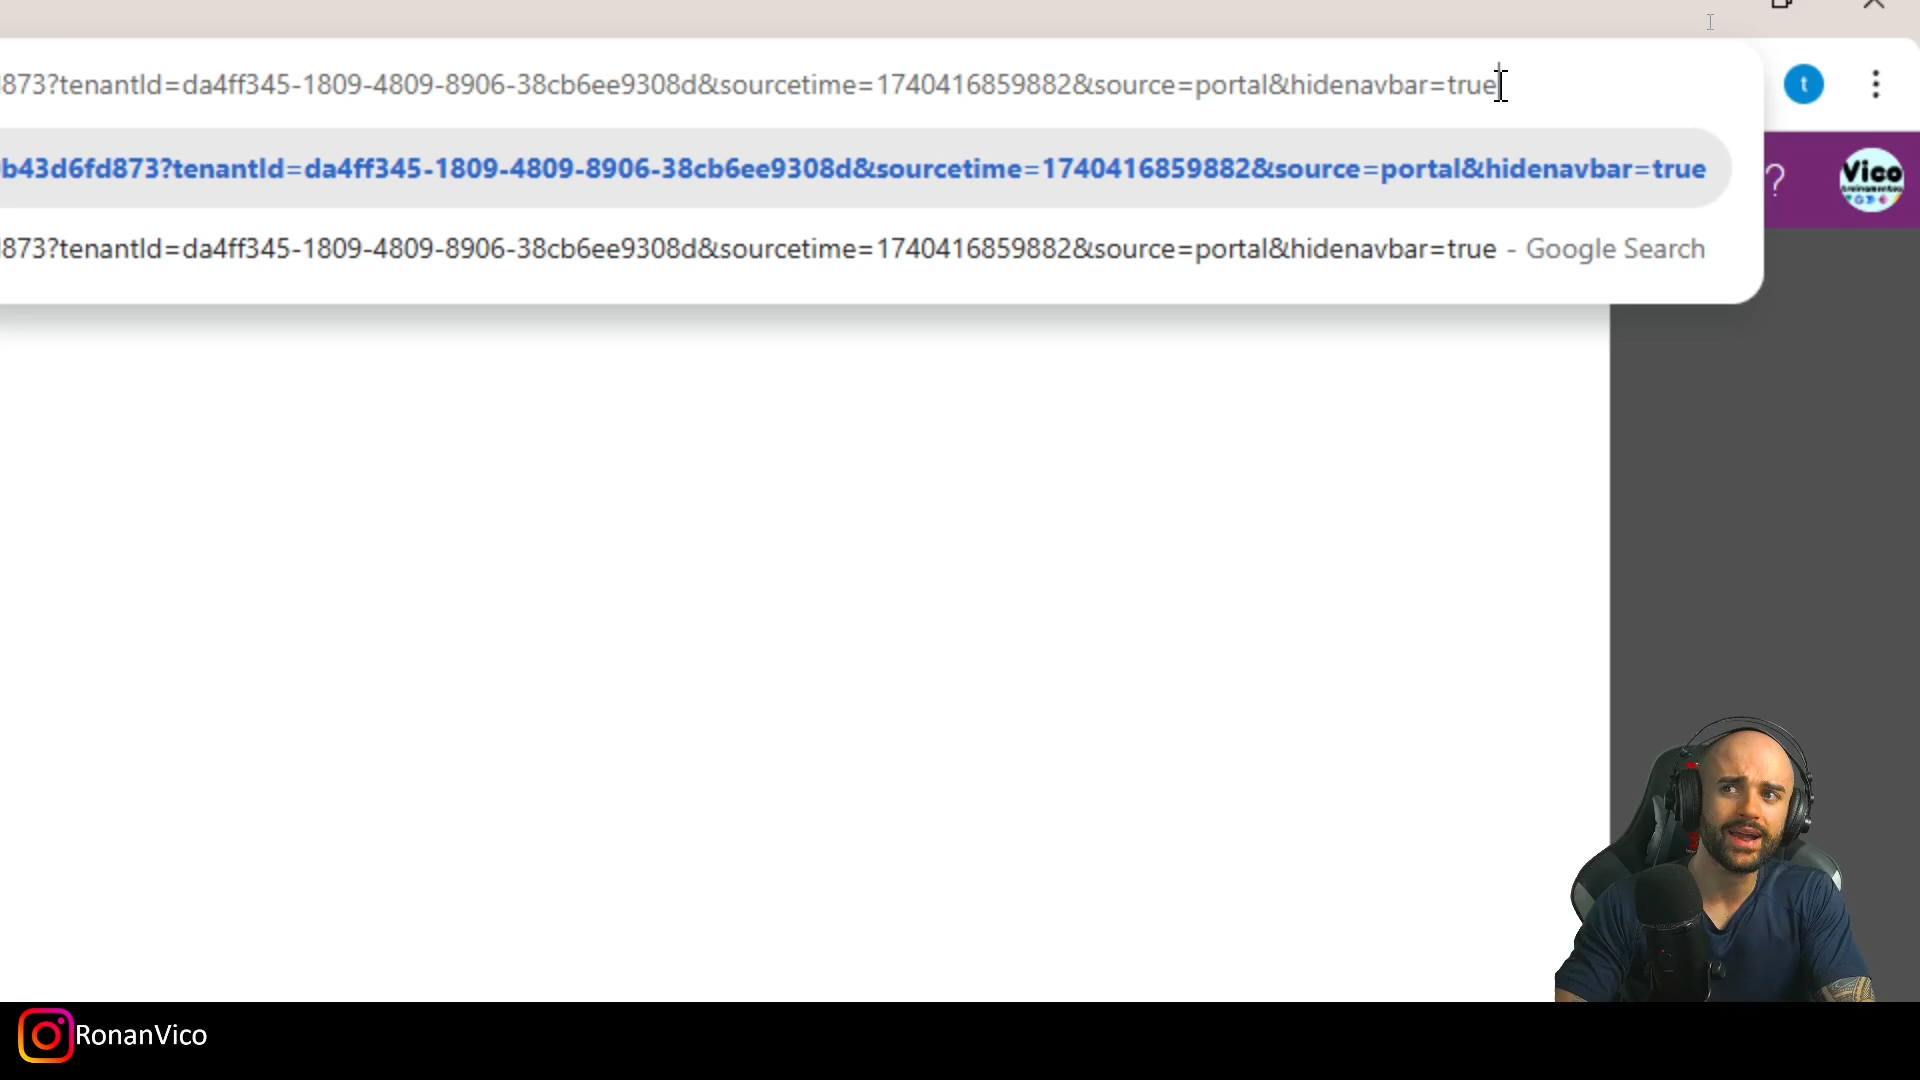 873?tenantId=da4ff345-1809-4809-8906-38cb6ee9308d&sourcetime=1740416859882&source=portal&hidenavbar=true
t
b43d6fd873?tenantId=da4ff345-1809-4809-8906-38cb6ee9308d&sourcetime=1740416859882&source=portal&hidenavbar=true
?
Vico
d873?tenantId=da4ff345-1809-4809-8906-38cb6ee9308d&sourcetime=1740416859882&source=portal&hidenavbar=true - Google Search
RonanVico